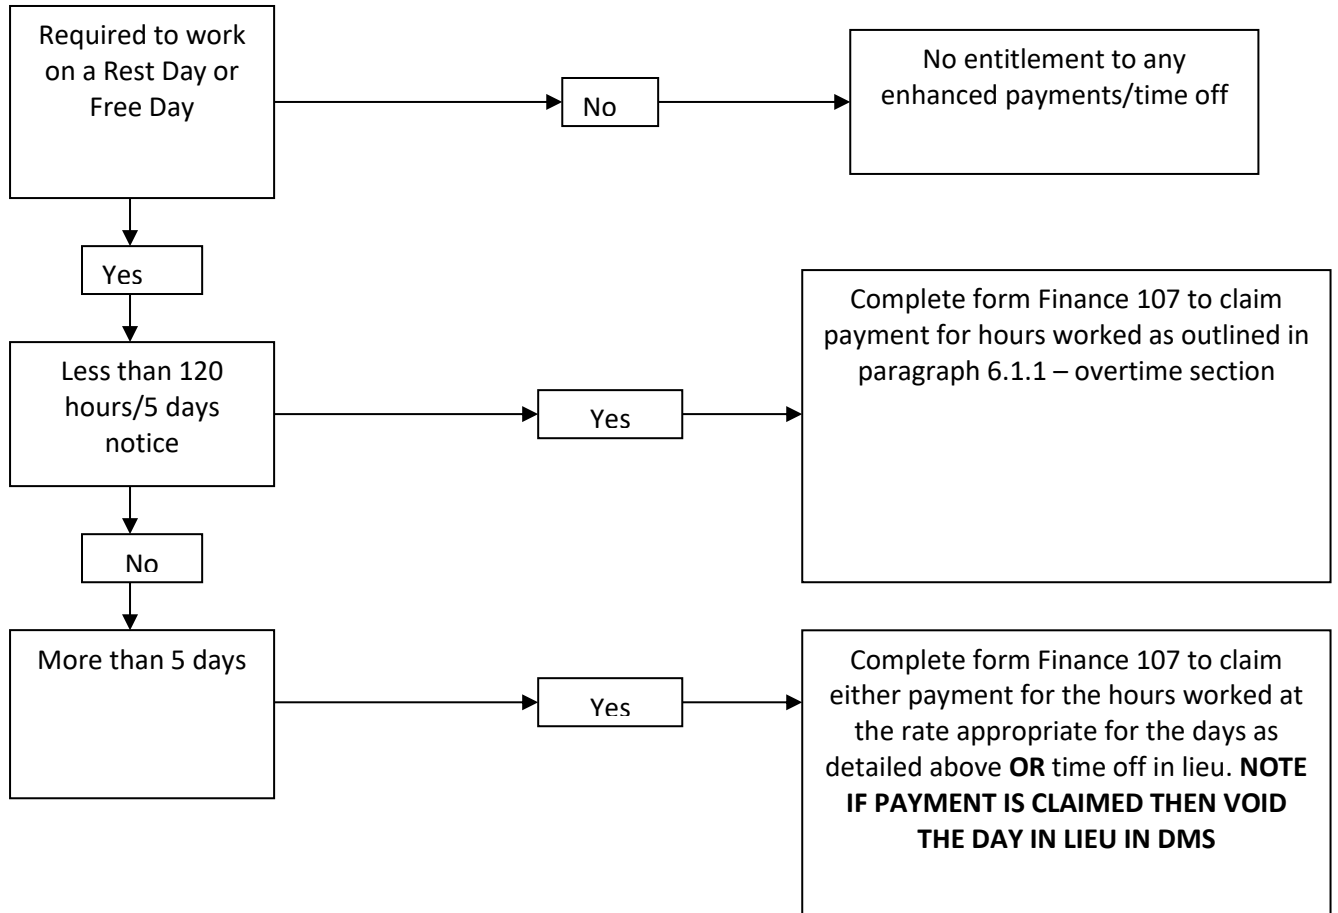 Required to work
on a Rest Day or
Free Day
No
No entitlement to any
enhanced payments/time off
Yes
Less than 120
hours/5 days
notice
Yes
Complete form Finance 107 to claim
payment for hours worked as outlined in
paragraph 6.1.1 – overtime section
No
More than 5 days
Yes
Complete form Finance 107 to claim
either payment for the hours worked at
the rate appropriate for the days as
detailed above OR time off in lieu. NOTE
IF PAYMENT IS CLAIMED THEN VOID
THE DAY IN LIEU IN DMS